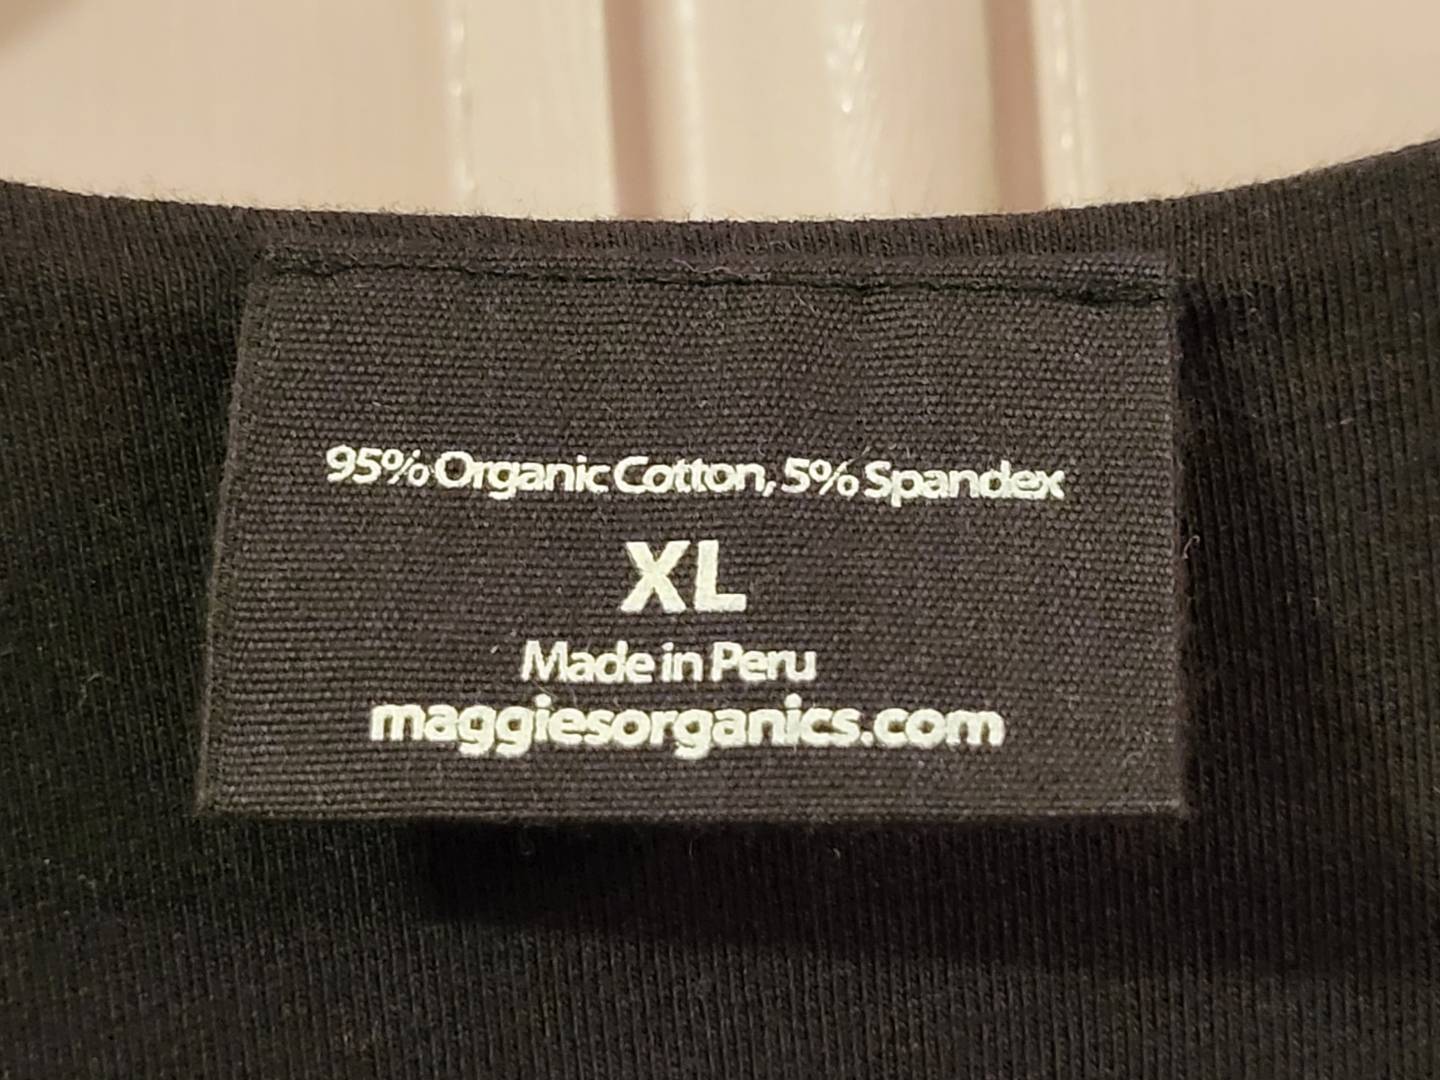 95% Organic Cotton, 5% Spandex
XL
Made in Peru
maggiesorganics.com